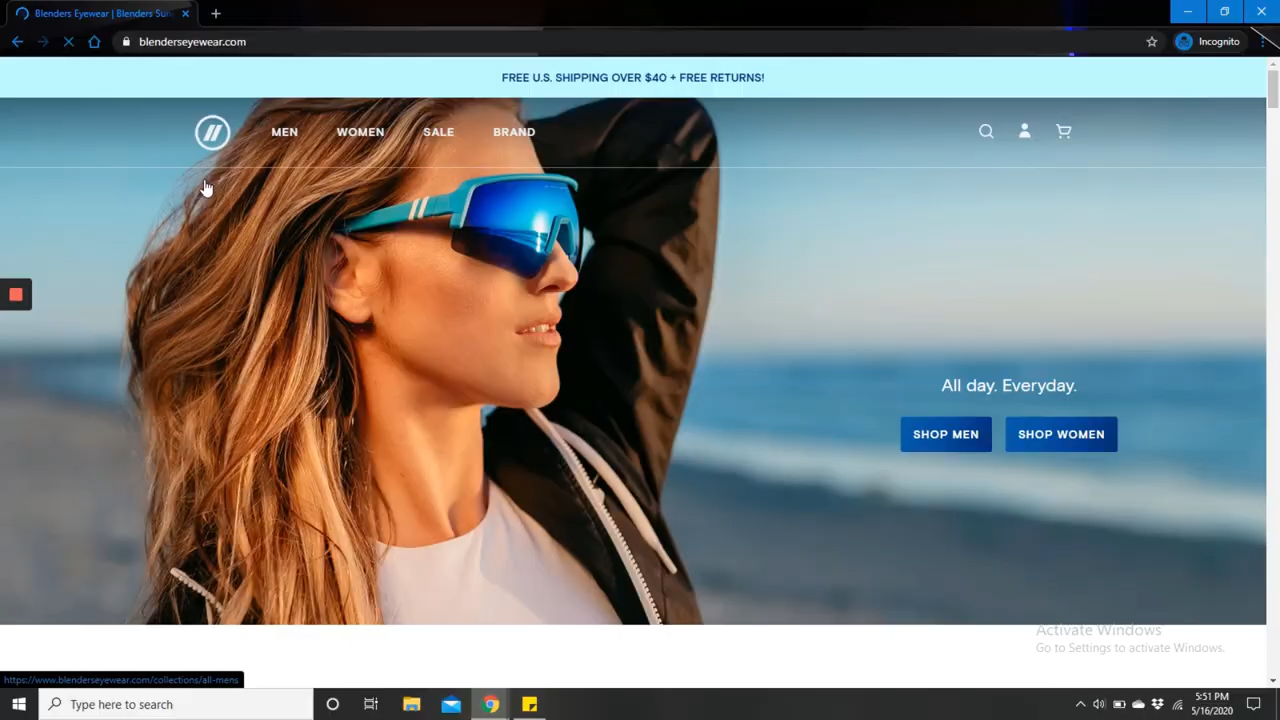 Blenders Eyewear | Blenders Sun
blenderseyewear.com
Incognito
FREE U.S. SHIPPING OVER $40 + FREE RETURNS!
MEN
WOMEN
SALE
BRAND
All day. Everyday.
SHOP MEN
SHOP WOMEN
Activate Windows
Go to Settings to activate Windows.
https://www.blenderseyewear.com/collections/all-mens
Type here to search
5:51 PM
5/16/2020